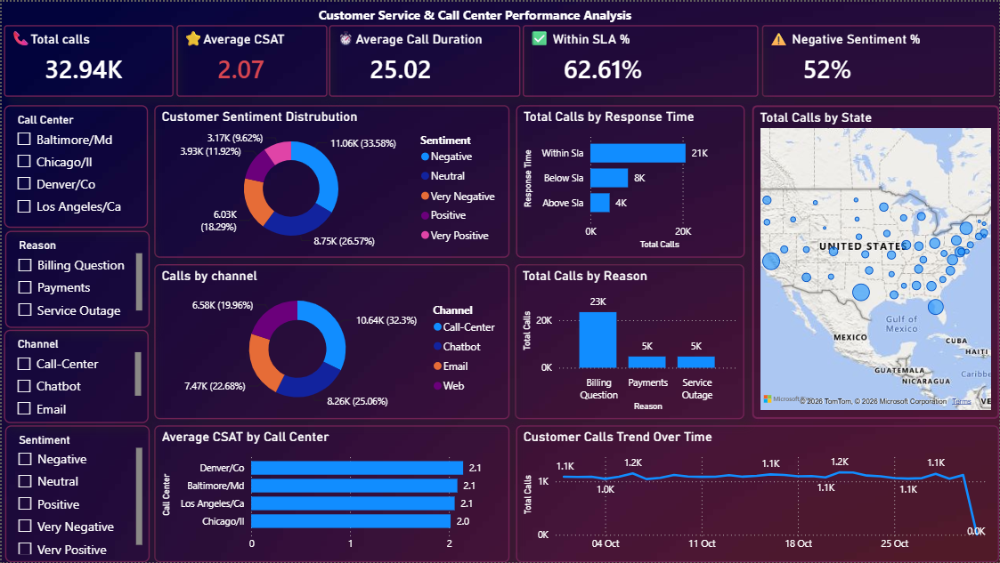 Customer Service & Call Center Performance Analysis
Total calls
32.94K
Average CSAT
2.07
Average Call Duration
25.02
Within SLA %
62.61%
Negative Sentiment %
52%
Call Center
Baltimore/Md
Chicago/Il
Denver/Co
Los Angeles/Ca
Reason
Billing Question
Payments
Service Outage
Channel
Call-Center
Chatbot
Email
Sentiment
Negative
Neutral
Positive
Very Negative
Very Positive
Customer Sentiment Distrubution
3.17K (9.62%)
3.93K (11.92%)
6.03K
(18.29%)
11.06K (33.58%)
8.75K (26.57%)
Sentiment
Negative
Neutral
Very Negative
Positive
Very Positive
Total Calls by Response Time
Response Time
Within Sla
Below Sla
Above Sla
21K
8K
4K
0K
20K
Total Calls
Total Calls by State
UNITED STATES
Gulf of
Mexico
MEXICO
CUBA
HAITI
GUATEMALA
NICARAGUA
Caribbe
VE
© 2026 TomTom, © 2026 Microsoft Corporation
Terms
Calls by channel
6.58K (19.96%)
10.64K (32.3%)
7.47K (22.68%)
8.26K (25.06%)
Channel
Call-Center
Chatbot
Email
Web
Total Calls by Reason
Total Calls
20K
0K
23K
5K
5K
Billing
Question
Payments
Service
Outage
Reason
Average CSAT by Call Center
Call Center
Denver/Co
Baltimore/Md
Los Angeles/Ca
Chicago/Il
2.1
2.1
2.1
2.0
0
1
2
Customer Calls Trend Over Time
Total Calls
1K
0K
1.1K
1.0K
1.2K
1.1K
1.1K
1.2K
1.1K
1.1K
0.0K
04 Oct
11 Oct
18 Oct
25 Oct